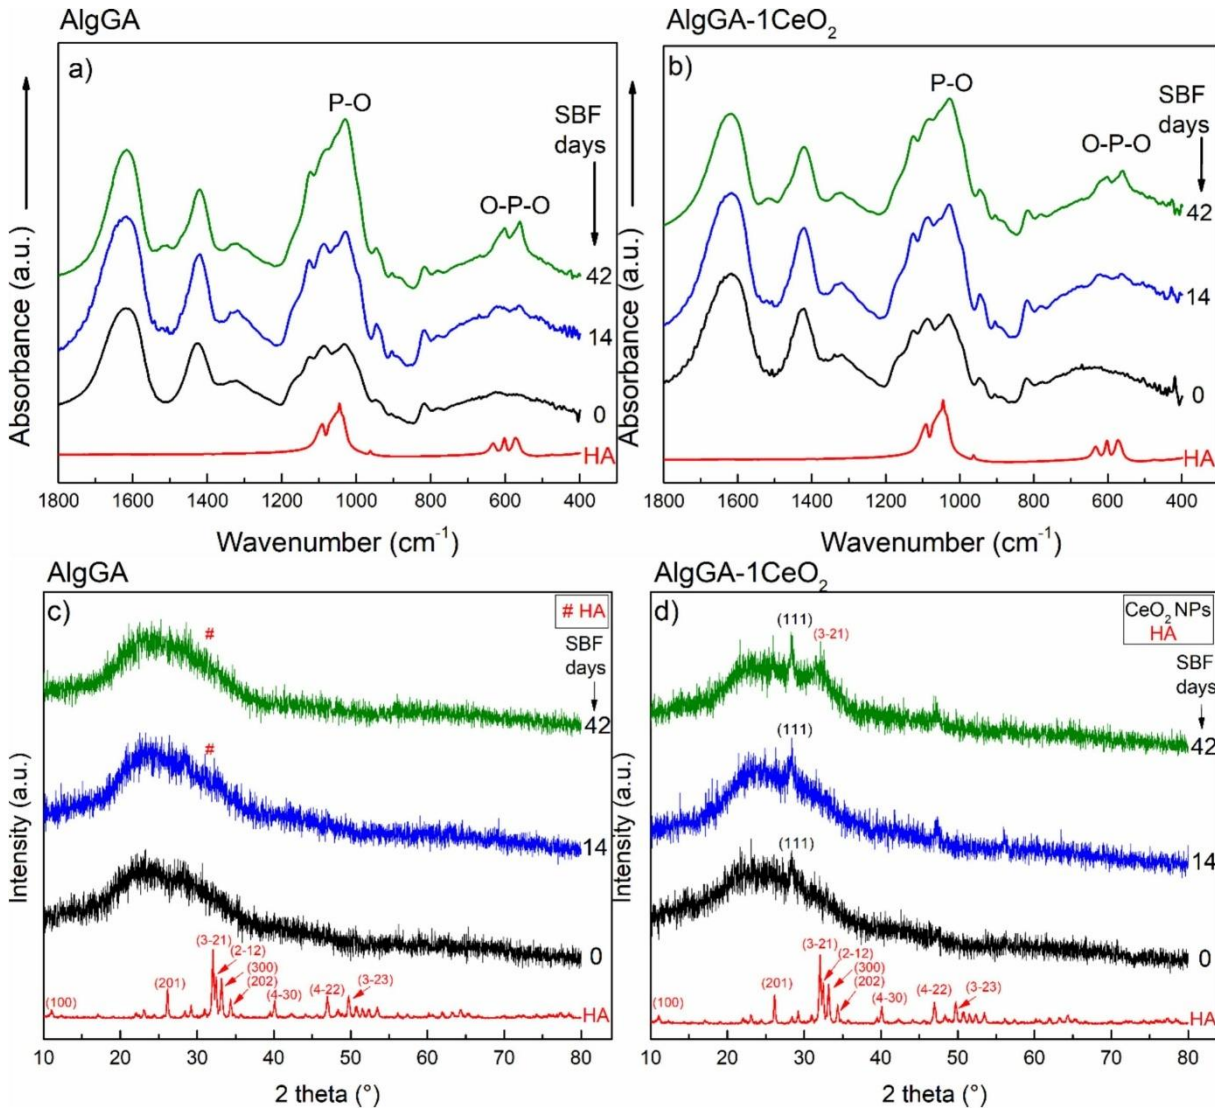 AlgGA
a)
P-O
O-P-O
SBF
days
42
14
0
HA
Absorbance (a.u.)
1800 1600 1400 1200 1000 800 600 400
Wavenumber (cm⁻¹)
AlgGA-1CeO₂
b)
P-O
O-P-O
SBF
days
42
14
0
HA
Absorbance (a.u.)
1800 1600 1400 1200 1000 800 600 400
Wavenumber (cm⁻¹)
AlgGA
c)
# HA
SBF
days
#
42
#
14
0
(3-21)
(2-12)
(300)
(202)
(201)
(100)
(4-30)
(4-22)
(3-23)
HA
Intensity (a.u.)
10 20 30 40 50 60 70 80
2 theta (°)
AlgGA-1CeO₂
d)
CeO₂ NPs
HA
SBF
days
(111)
(3-21)
42
(111)
14
(111)
0
(3-21)
(2-12)
(300)
(202)
(201)
(100)
(4-30)
(4-22)
(3-23)
HA
Intensity (a.u.)
10 20 30 40 50 60 70 80
2 theta (°)